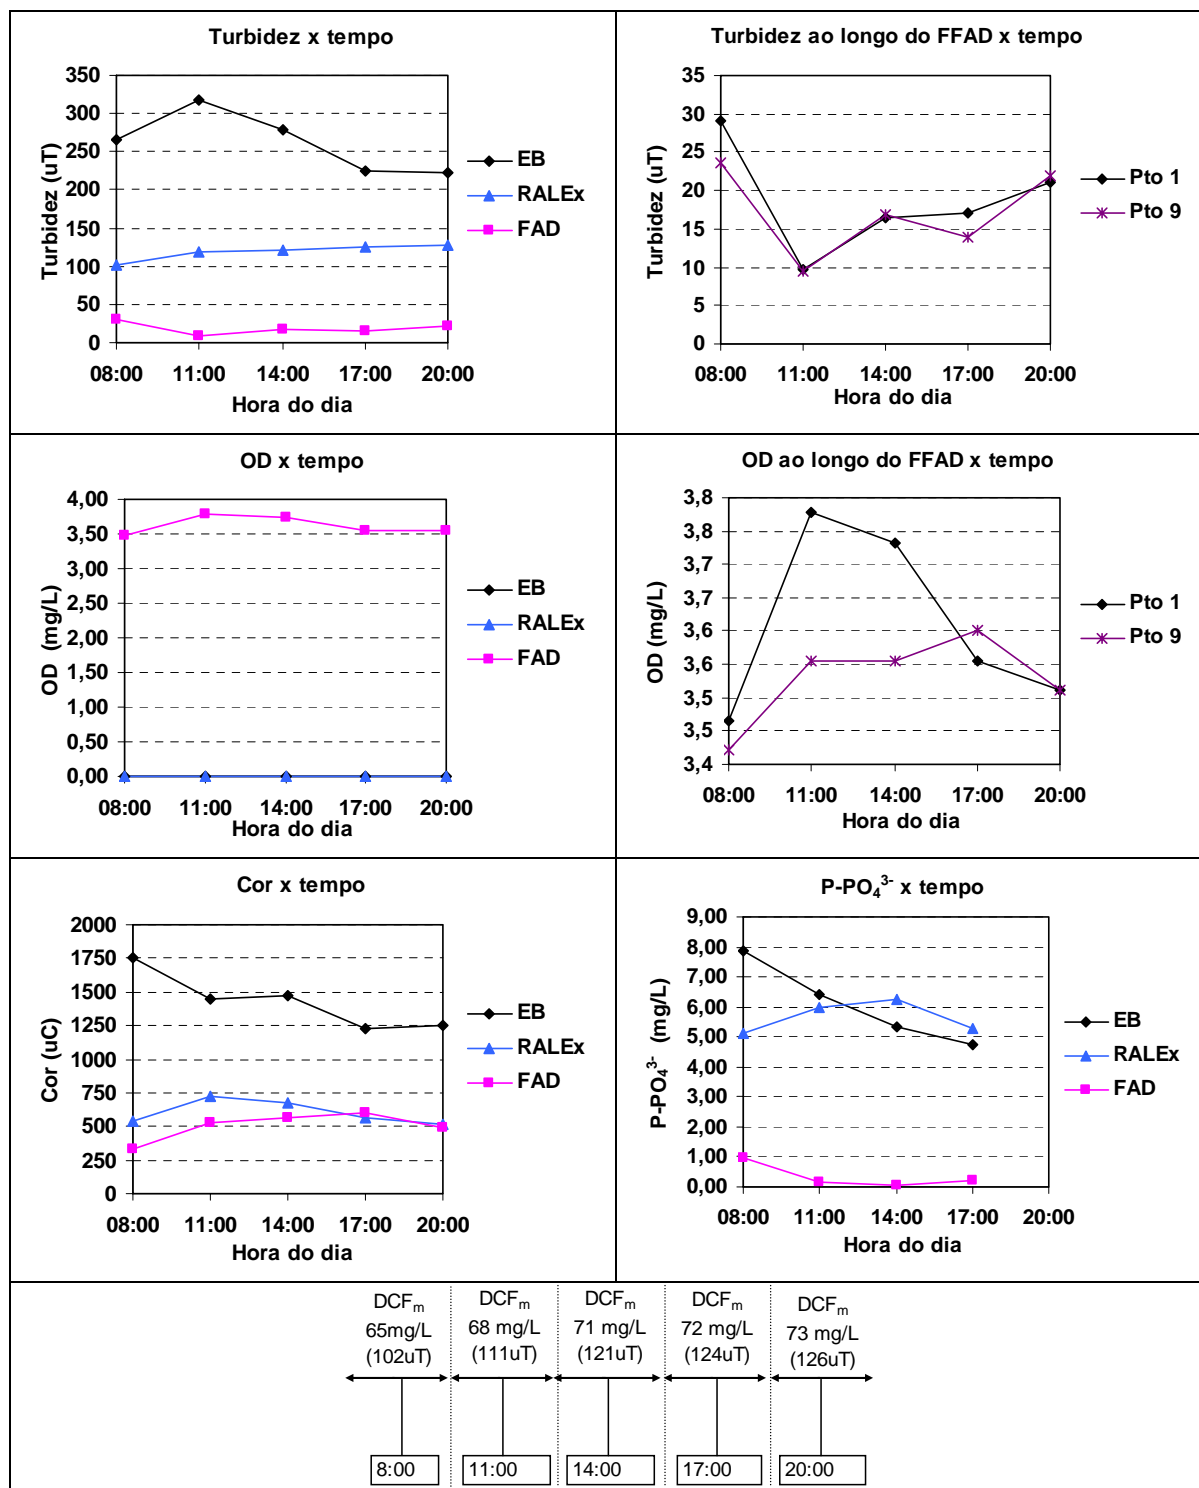 Turbidez x tempo
350
300
250
200
150
100
50
0
Turbidez (uT)
08:00 11:00 14:00 17:00 20:00
Hora do dia
EB
RALEx
FAD
Turbidez ao longo do FFAD x tempo
35
30
25
20
15
10
5
0
Turbidez (uT)
08:00 11:00 14:00 17:00 20:00
Hora do dia
Pto 1
Pto 9
OD x tempo
4,00
3,50
3,00
2,50
2,00
1,50
1,00
0,50
0,00
OD (mg/L)
08:00 11:00 14:00 17:00 20:00
Hora do dia
EB
RALEx
FAD
OD ao longo do FFAD x tempo
3,8
3,8
3,7
3,7
3,6
3,6
3,5
3,5
3,4
OD (mg/L)
08:00 11:00 14:00 17:00 20:00
Hora do dia
Pto 1
Pto 9
Cor x tempo
2000
1750
1500
1250
1000
750
500
250
0
Cor (uC)
08:00 11:00 14:00 17:00 20:00
Hora do dia
EB
RALEx
FAD
P-PO₄³⁻ x tempo
9,00
8,00
7,00
6,00
5,00
4,00
3,00
2,00
1,00
0,00
P-PO₄³⁻ (mg/L)
08:00 11:00 14:00 17:00 20:00
Hora do dia
EB
RALEx
FAD
DCFₘ DCFₘ DCFₘ DCFₘ DCFₘ
65mg/L 68 mg/L 71 mg/L 72 mg/L 73 mg/L
(102uT) (111uT) (121uT) (124uT) (126uT)
8:00 11:00 14:00 17:00 20:00